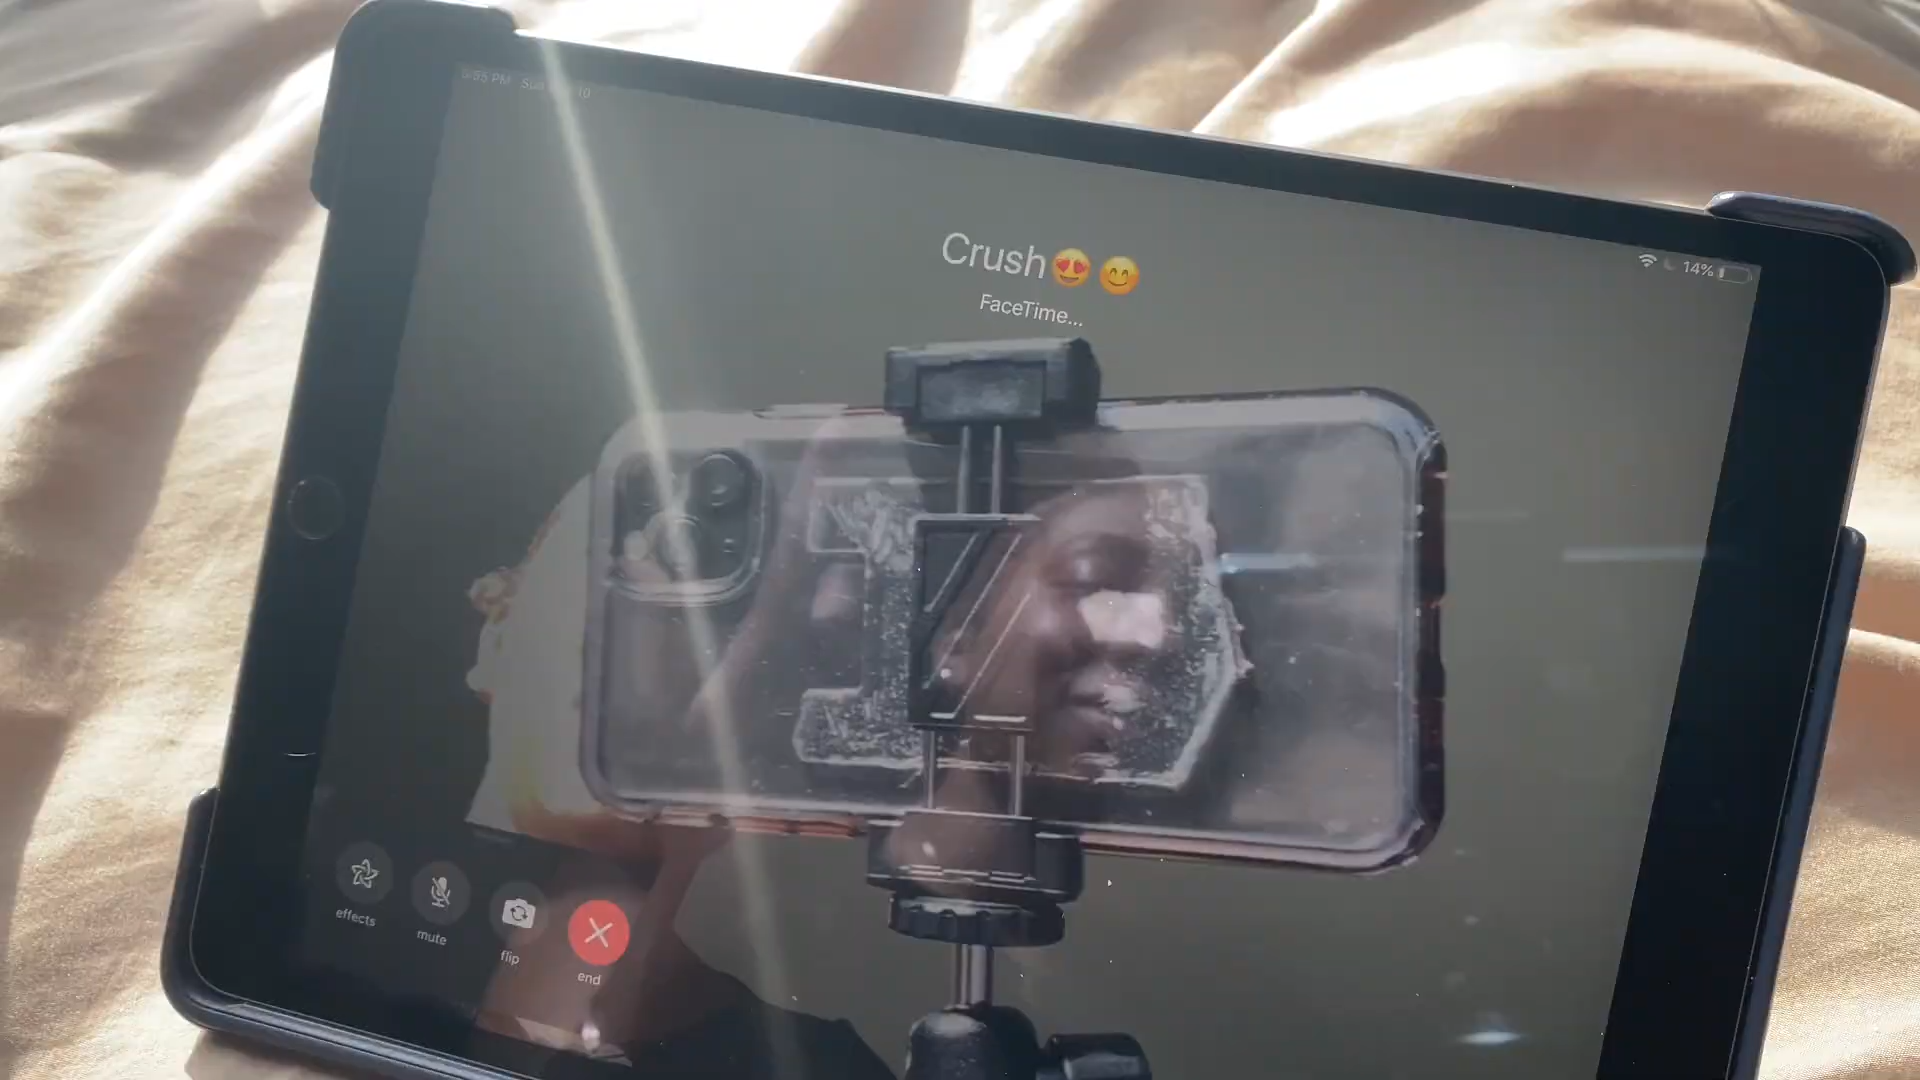 Crush😍😊
FaceTime...
14%
effects
mute
flip
end